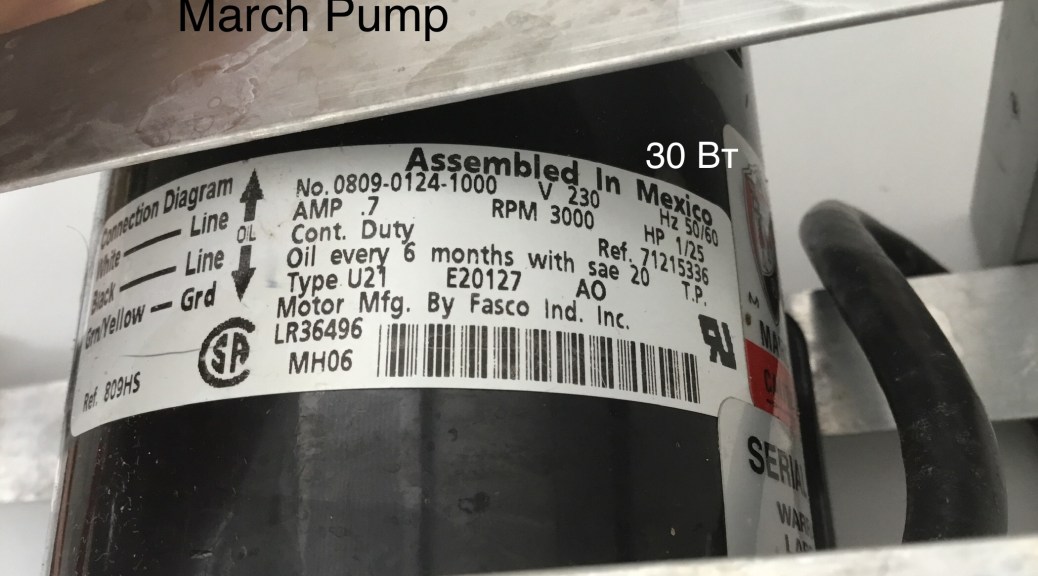 March Pump
30 Вт
Assembled In Mexico
No. 0809-0124-1000 V 230 Hz 50/60
AMP .7 RPM 3000 HP 1/25
Cont. Duty Ref. 71215336
Oil every 6 months with sae 20 T.P.
Type U21 E20127 AO
Motor Mfg. By Fasco Ind. Inc.
LR36496
MH06
Connection Diagram
White Line
OIL
Black Line
Grn/Yellow Grd
SA
Ref. 809HS
SERIAL